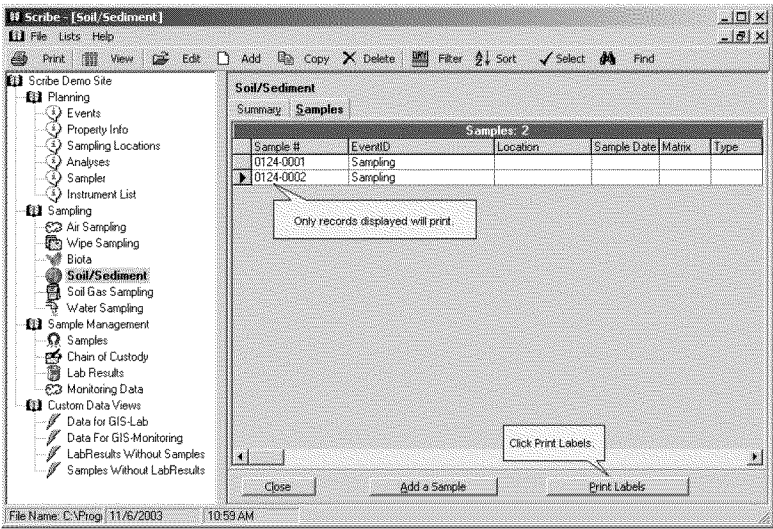 Scribe - [Soil/Sediment]
File Lists Help
Print View Edit Add Copy Delete Filter Sort Select Find
Scribe Demo Site
Planning
Events
Property Info
Sampling Locations
Analyses
Sampler
Instrument List
Sampling
Air Sampling
Wipe Sampling
Biota
Soil/Sediment
Soil Gas Sampling
Water Sampling
Sample Management
Samples
Chain of Custody
Lab Results
Monitoring Data
Custom Data Views
Data for GIS-Lab
Data For GIS-Monitoring
LabResults Without Samples
Samples Without LabResults
Soil/Sediment
Summary Samples
Samples: 2
Sample # EventID Location Sample Date Matrix Type
0124-0001 Sampling
0124-0002 Sampling
Only records displayed will print.
Click Print Labels.
Close Add a Sample Print Labels
File Name: C:\Prog 11/6/2003 10:59 AM